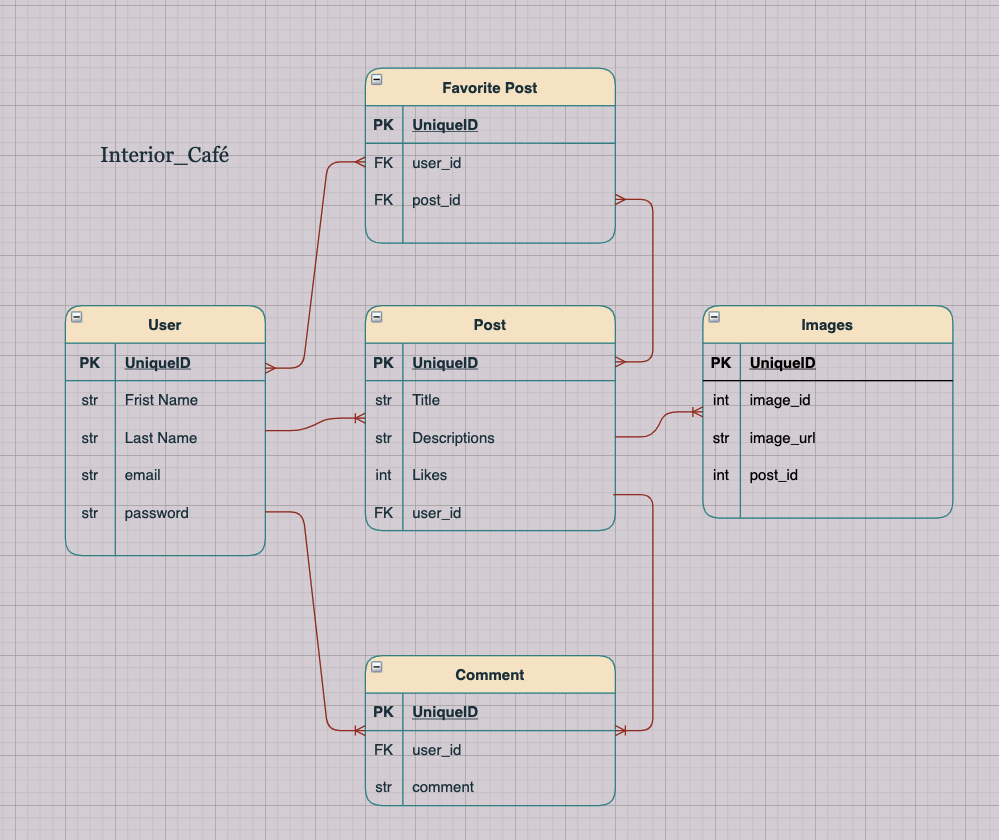 Interior_Café
Favorite Post
PK UniqueID
FK user_id
FK post_id
User
PK UniqueID
str Frist Name
str Last Name
str email
str password
Post
PK UniqueID
str Title
str Descriptions
int Likes
FK user_id
Images
PK UniqueID
int image_id
str image_url
int post_id
Comment
PK UniqueID
FK user_id
str comment